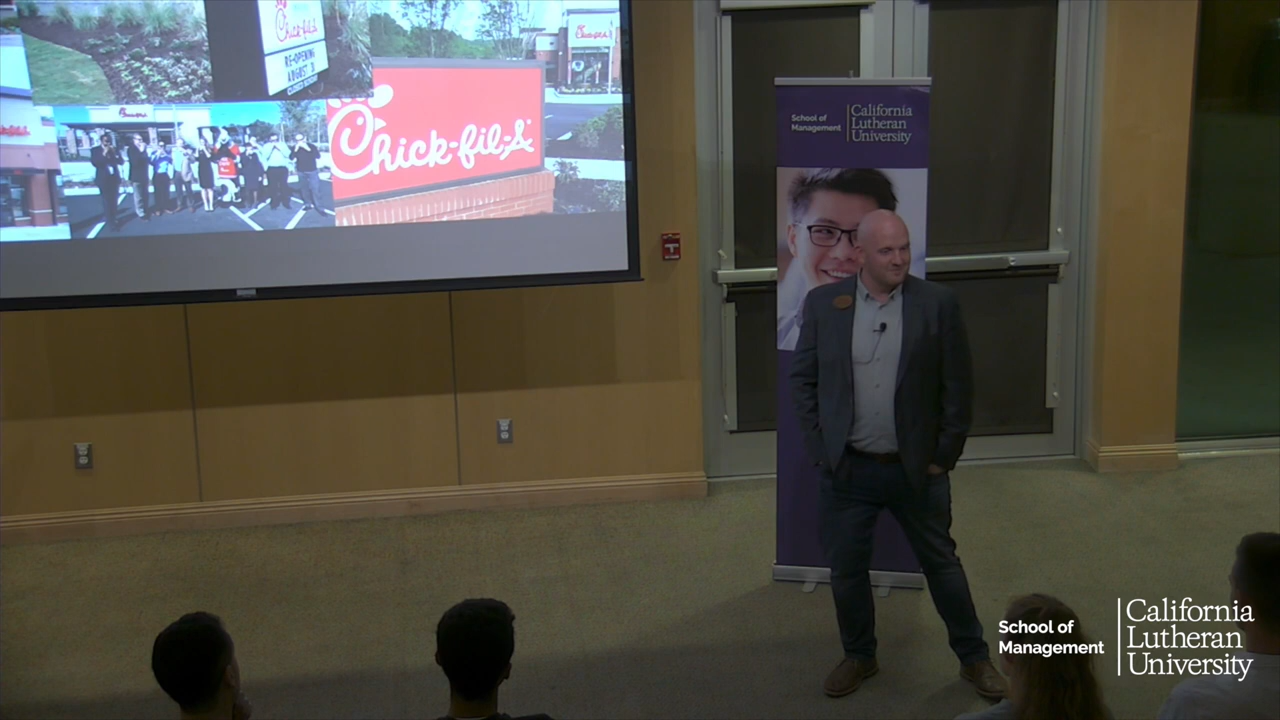 Chick-fil-A
RE-OPENING
AUGUST 31
Chick-fil-A
School of
Management
California
Lutheran
University
School of
Management
California
Lutheran
University